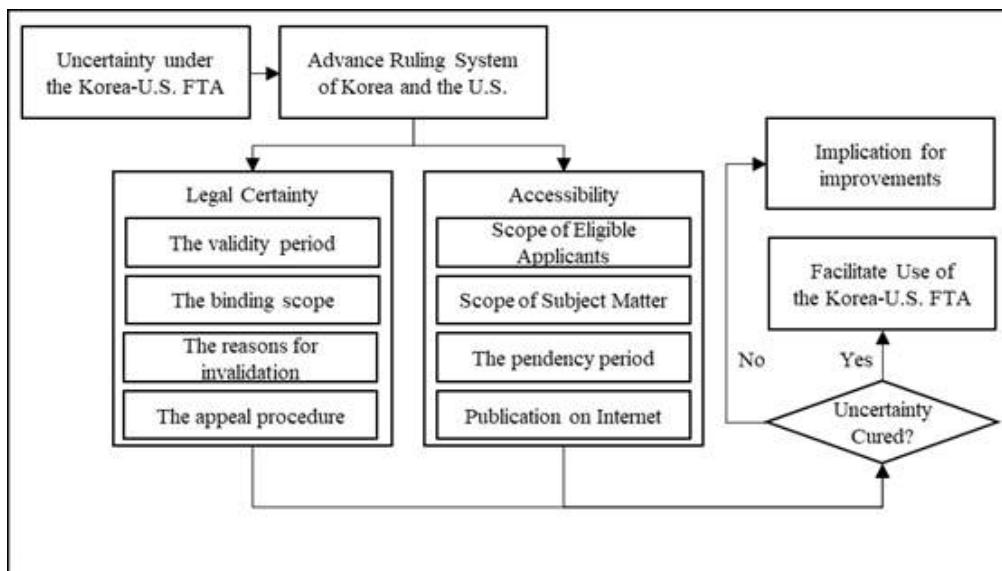 Uncertainty under
the Korea-U.S. FTA
Advance Ruling System
of Korea and the U.S.
Legal Certainty
The validity period
The binding scope
The reasons for
invalidation
The appeal procedure
Accessibility
Scope of Eligible
Applicants
Scope of Subject Matter
The pendency period
Publication on Internet
Implication for
improvements
Facilitate Use of
the Korea-U.S. FTA
No
Yes
Uncertainty
Cured?